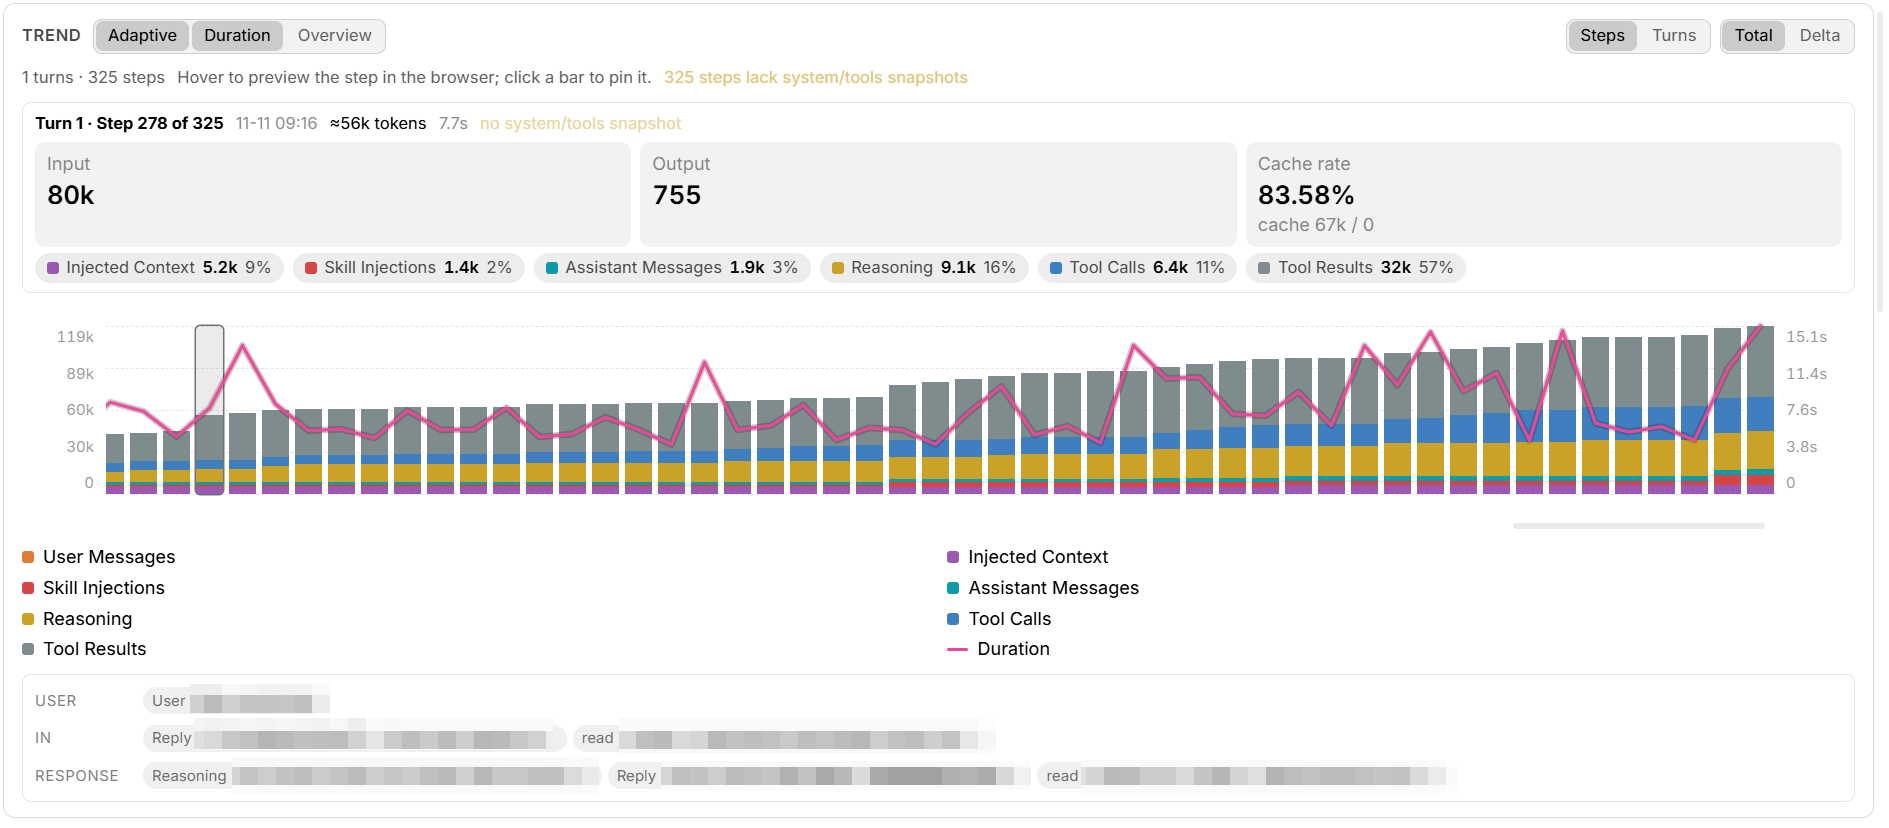 TREND Adaptive Duration Overview Steps Turns Total Delta
1 turns · 325 steps Hover to preview the step in the browser; click a bar to pin it. 325 steps lack system/tools snapshots
Turn 1 · Step 278 of 325 11-11 09:16 ≈56k tokens 7.7s no system/tools snapshot
Input Output Cache rate
80k 755 83.58%
cache 67k / 0
Injected Context 5.2k 9% Skill Injections 1.4k 2% Assistant Messages 1.9k 3% Reasoning 9.1k 16% Tool Calls 6.4k 11% Tool Results 32k 57%
119k 15.1s
89k 11.4s
60k 7.6s
30k 3.8s
0 0
User Messages Injected Context
Skill Injections Assistant Messages
Reasoning Tool Calls
Tool Results Duration
USER User
IN Reply read
RESPONSE Reasoning Reply read